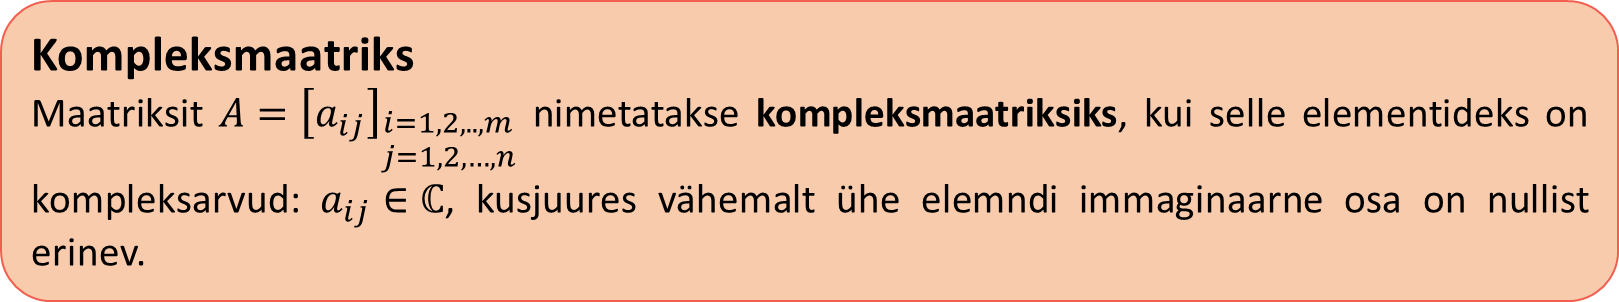 Kompleksmaatriks
Maatriksit A = [a_{ij}]_{i=1,2,..,m j=1,2,...,n} nimetatakse kompleksmaatriksiks, kui selle elementideks on
kompleksarvud: a_{ij} ∈ ℂ, kusjuures vähemalt ühe elemndi immaginaarne osa on nullist
erinev.